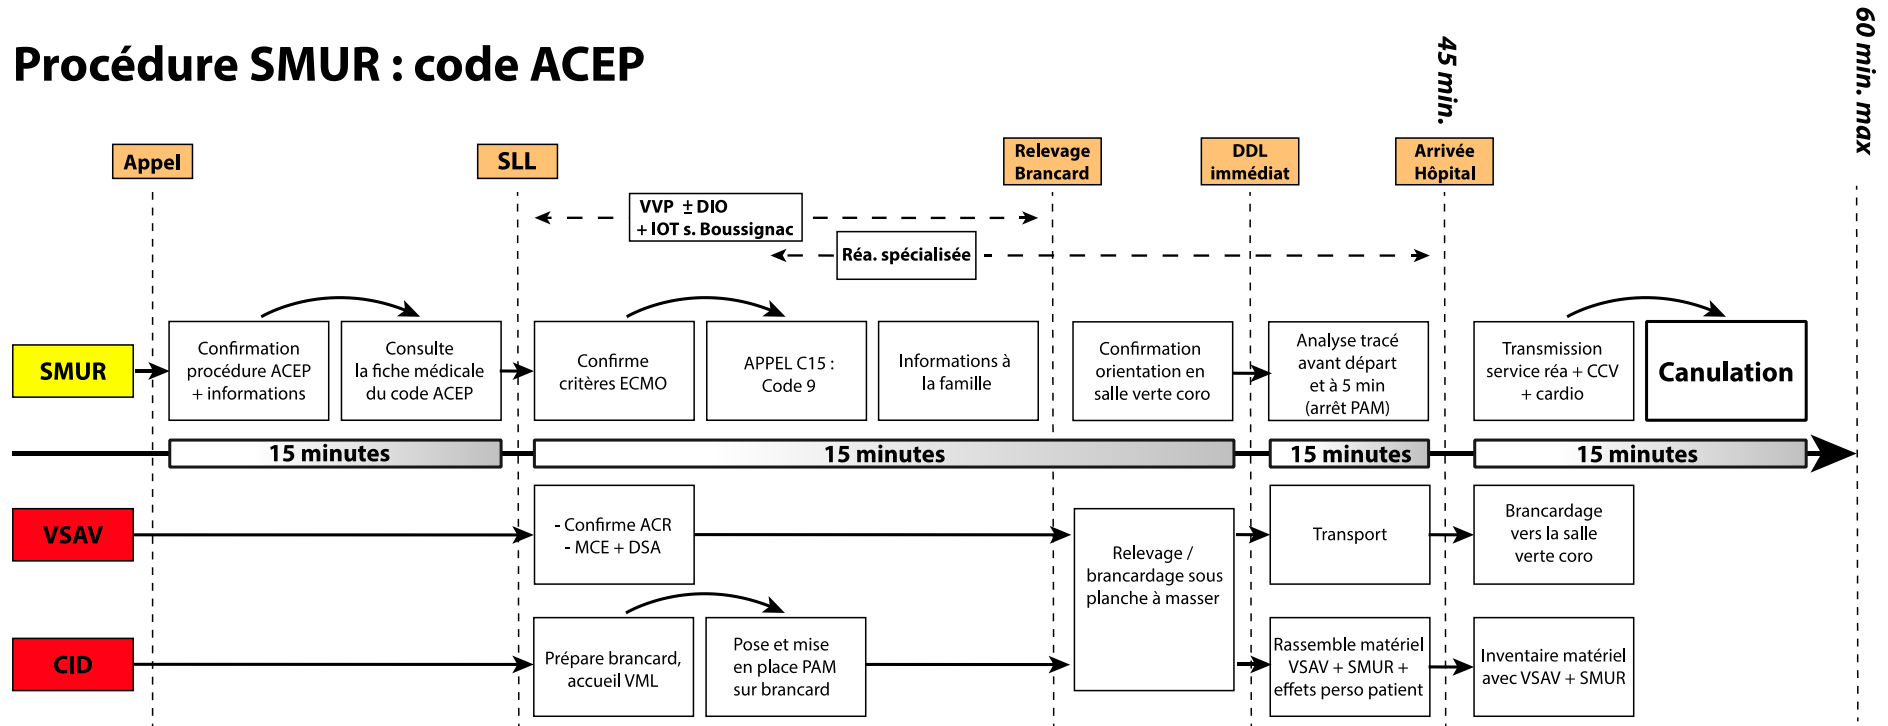 Procédure SMUR : code ACEP
45 min.
60 min. max
Appel
SLL
Relevage
Brancard
DDL
immédiat
Arrivée
Hôpital
VVP ± DIO
+ IOT s. Boussignac
Réa. spécialisée
SMUR
Confirmation
procédure ACEP
+ informations
Consulte
la fiche médicale
du code ACEP
Confirme
critères ECMO
APPEL C15 :
Code 9
Informations à
la famille
Confirmation
orientation en
salle verte coro
Analyse tracé
avant départ
et à 5 min
(arrêt PAM)
Transmission
service réa + CCV
+ cardio
Canulation
15 minutes
15 minutes
15 minutes
15 minutes
VSAV
- Confirme ACR
- MCE + DSA
Relevage /
brancardage sous
planche à masser
Transport
Brancardage
vers la salle
verte coro
CID
Prépare brancard,
accueil VML
Pose et mise
en place PAM
sur brancard
Rassemble matériel
VSAV + SMUR +
effets perso patient
Inventaire matériel
avec VSAV + SMUR